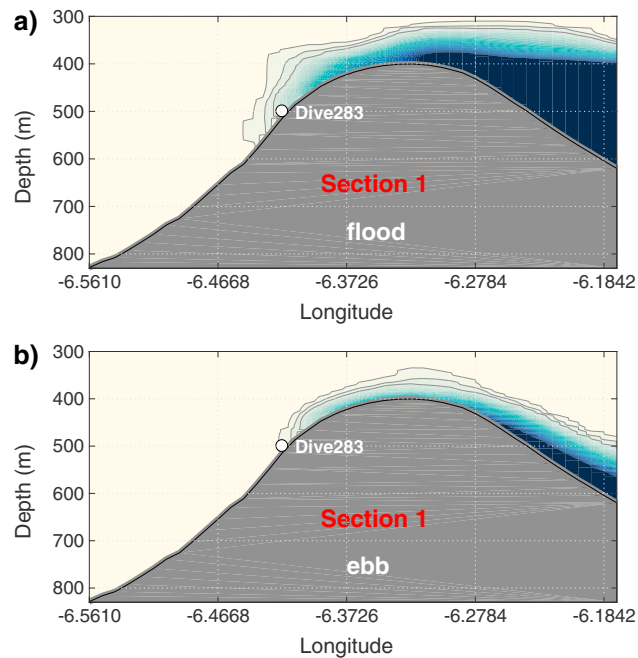 a)
300
400
500
600
700
800
Depth (m)
Dive283
Section 1
flood
-6.5610 -6.4668 -6.3726 -6.2784 -6.1842
Longitude
b)
300
400
500
600
700
800
Depth (m)
Dive283
Section 1
ebb
-6.5610 -6.4668 -6.3726 -6.2784 -6.1842
Longitude